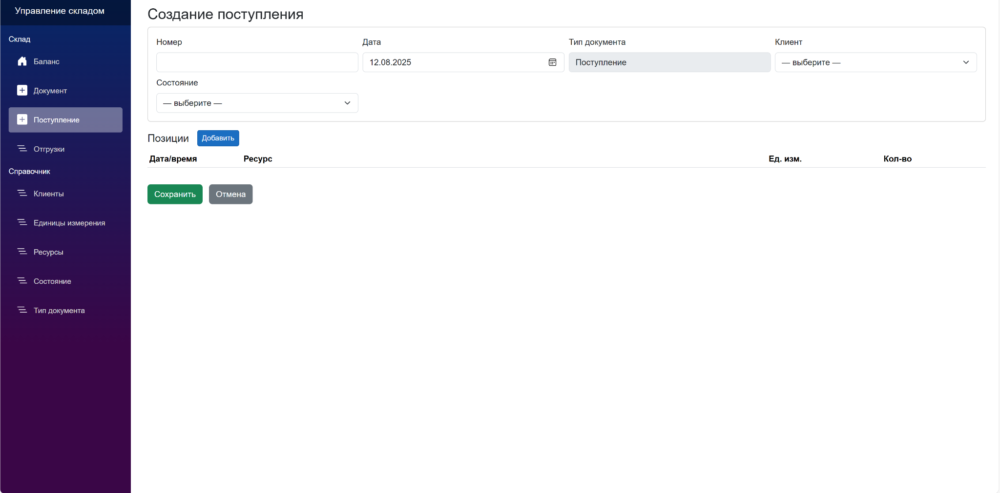 Управление складом
Склад
Баланс
Документ
Поступление
Отгрузки
Справочник
Клиенты
Единицы измерения
Ресурсы
Состояние
Тип документа
Создание поступления
Номер Дата Тип документа Клиент
12.08.2025 Поступление — выберите —
Состояние
— выберите —
Позиции Добавить
Дата/время Ресурс Ед. изм. Кол-во
Сохранить Отмена